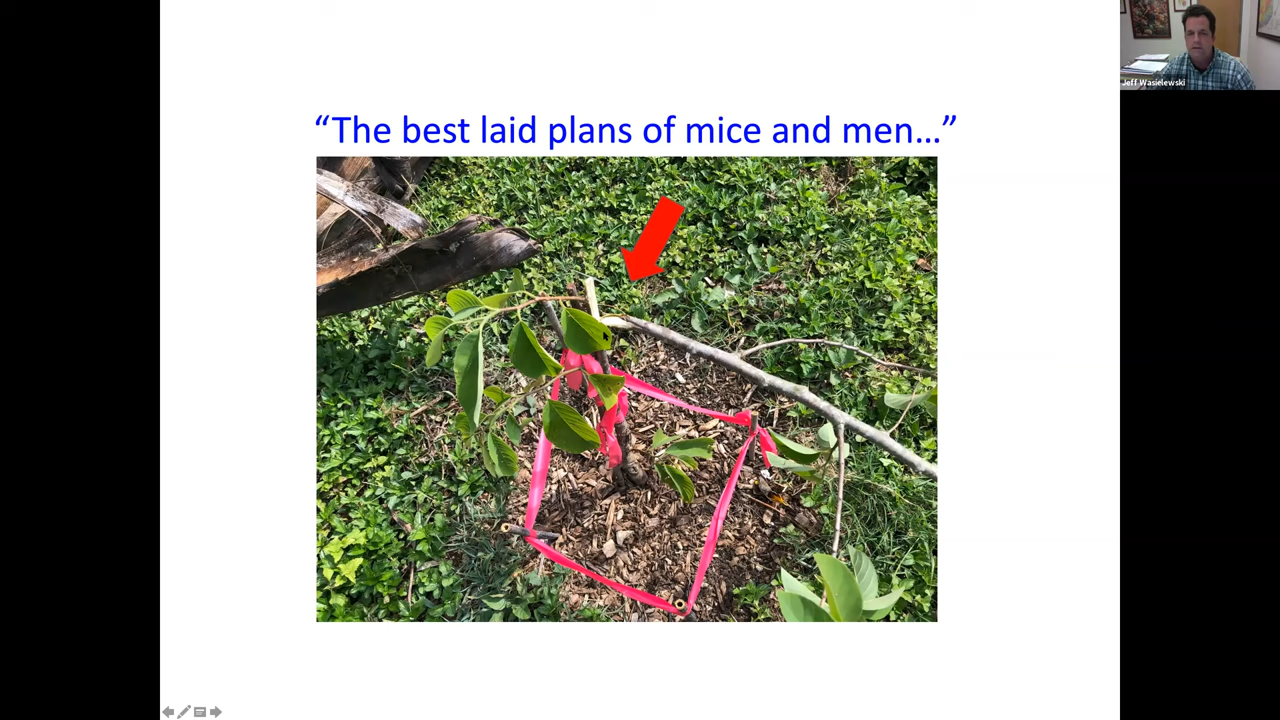 Jeff Wasielewski
“The best laid plans of mice and men...”